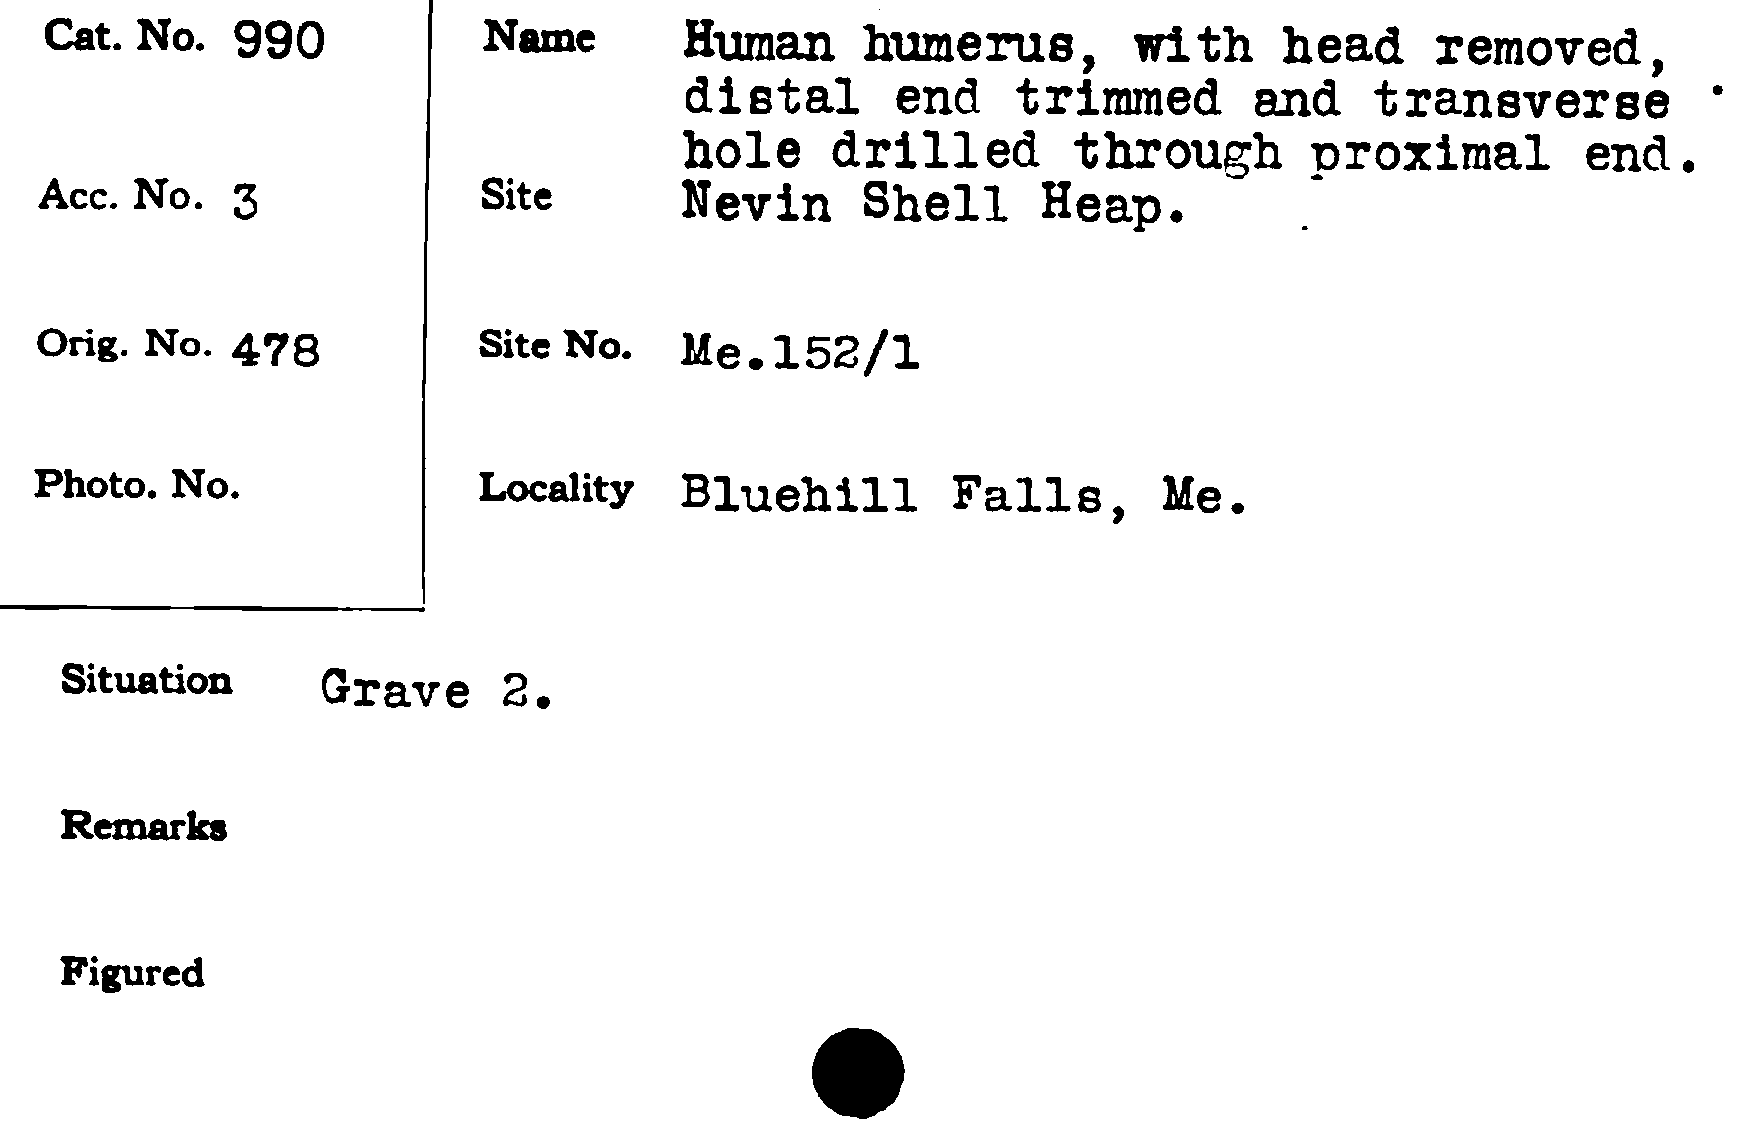 Cat. No. 990
Name Human humerus, with head removed,
distal end trimmed and transverse
hole drilled through proximal end.
Acc. No. 3
Site Nevin Shell Heap.
Orig. No. 478
Site No. Me.152/1
Photo. No.
Locality Bluehill Falls, Me.
Situation Grave 2.
Remarks
Figured